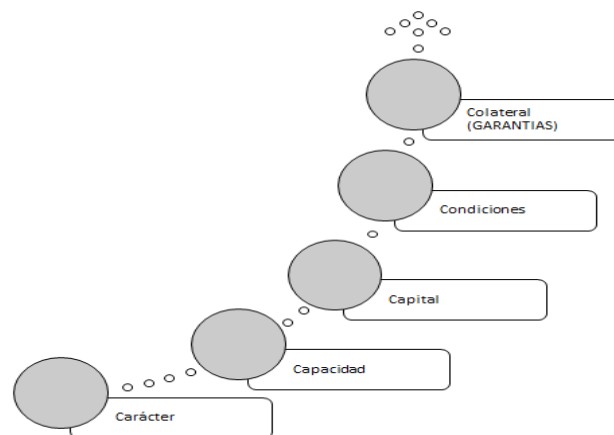 Colateral
(GARANTIAS)
Condiciones
Capital
Capacidad
Carácter